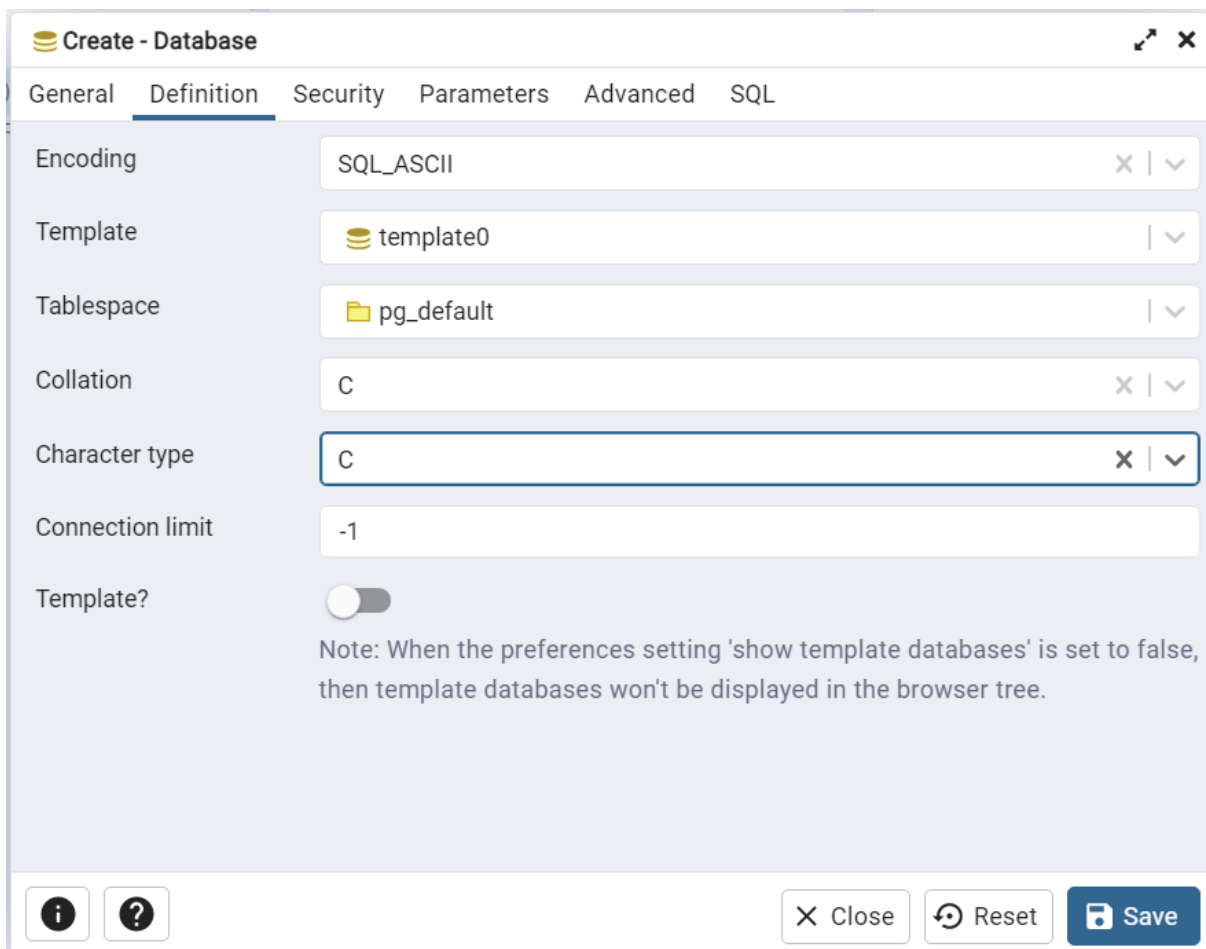 Create - Database
General Definition Security Parameters Advanced SQL
Encoding SQL_ASCII
Template template0
Tablespace pg_default
Collation C
Character type C
Connection limit -1
Template?
Note: When the preferences setting 'show template databases' is set to false,
then template databases won't be displayed in the browser tree.
Close Reset Save